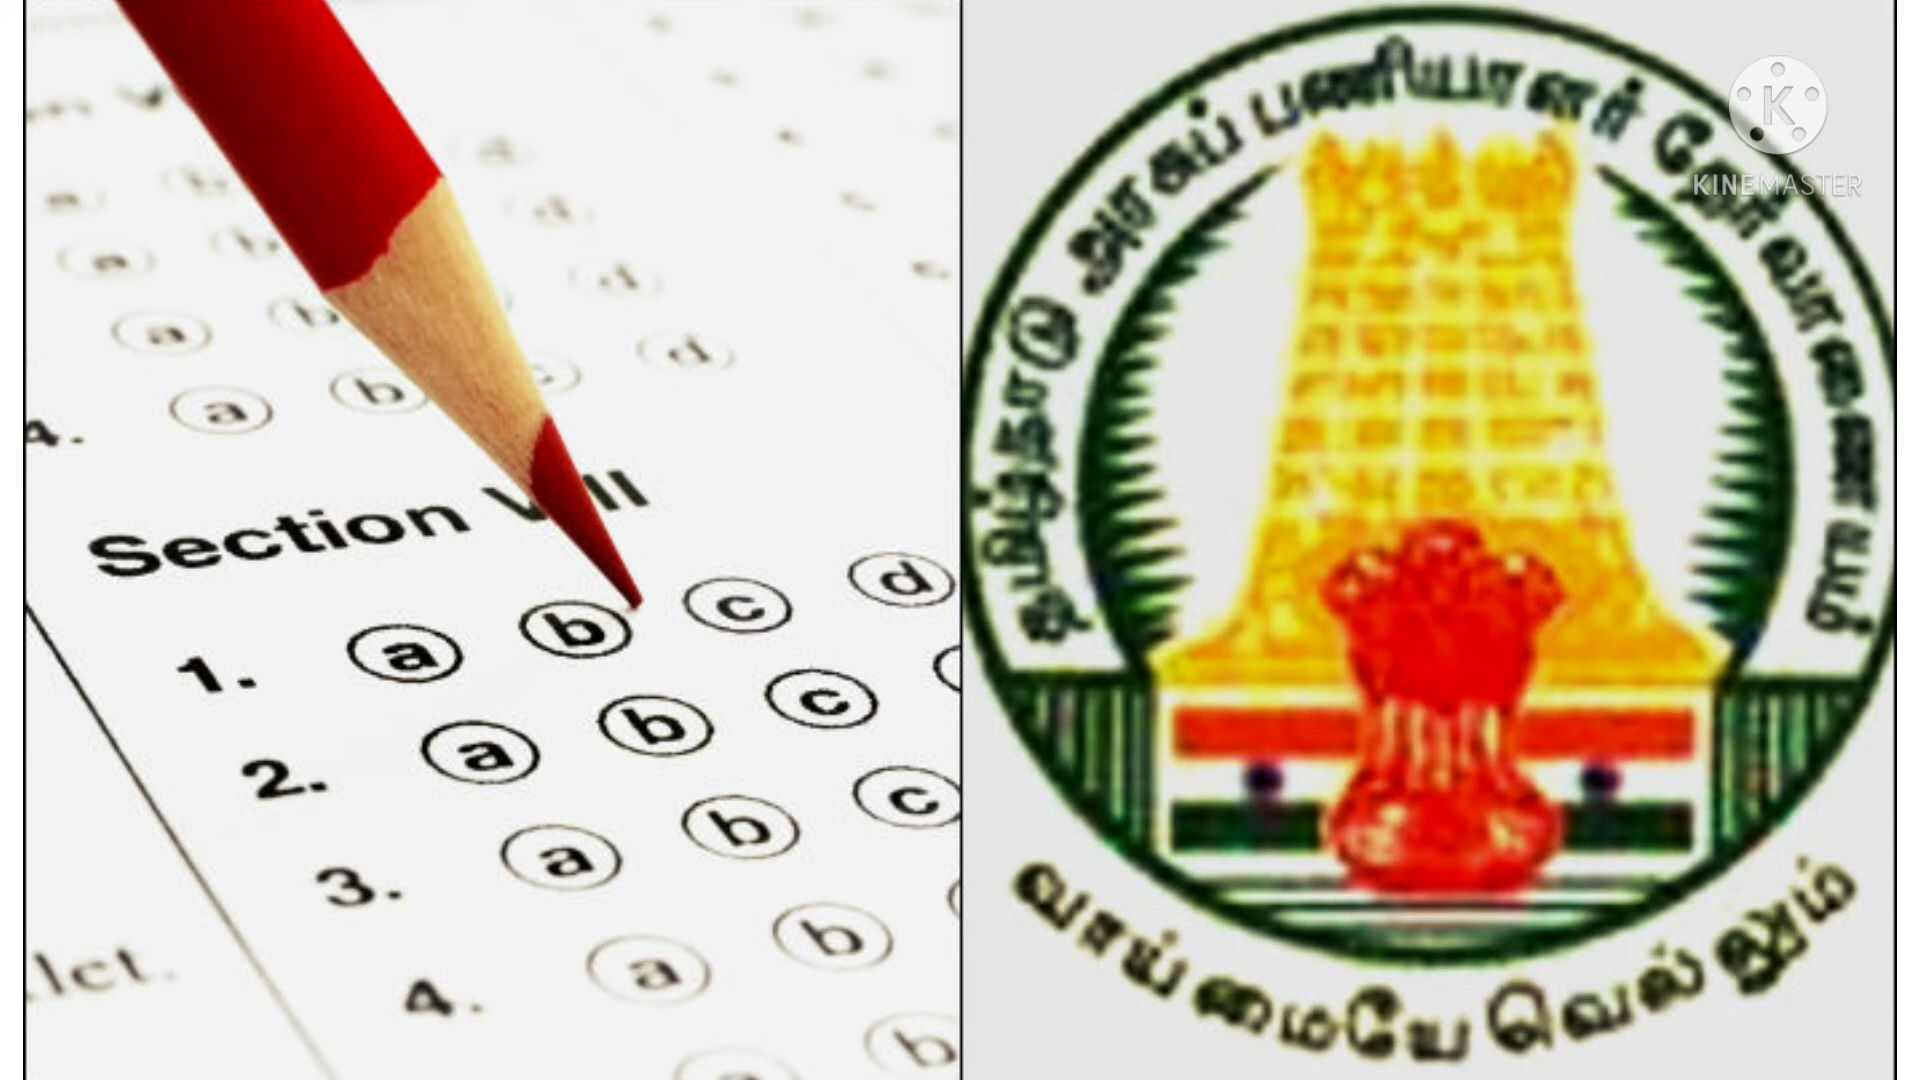 a b d
a b d
a b d
4. a b c d
Section VIII
1. a b c d
2. a b c
3. a b c
4. a b
b
தமிழ்நாடு அரசுப் பணியாளர் தேர்வாணையம்
வாய்மையே வெல்லும்
K
KINEMASTER